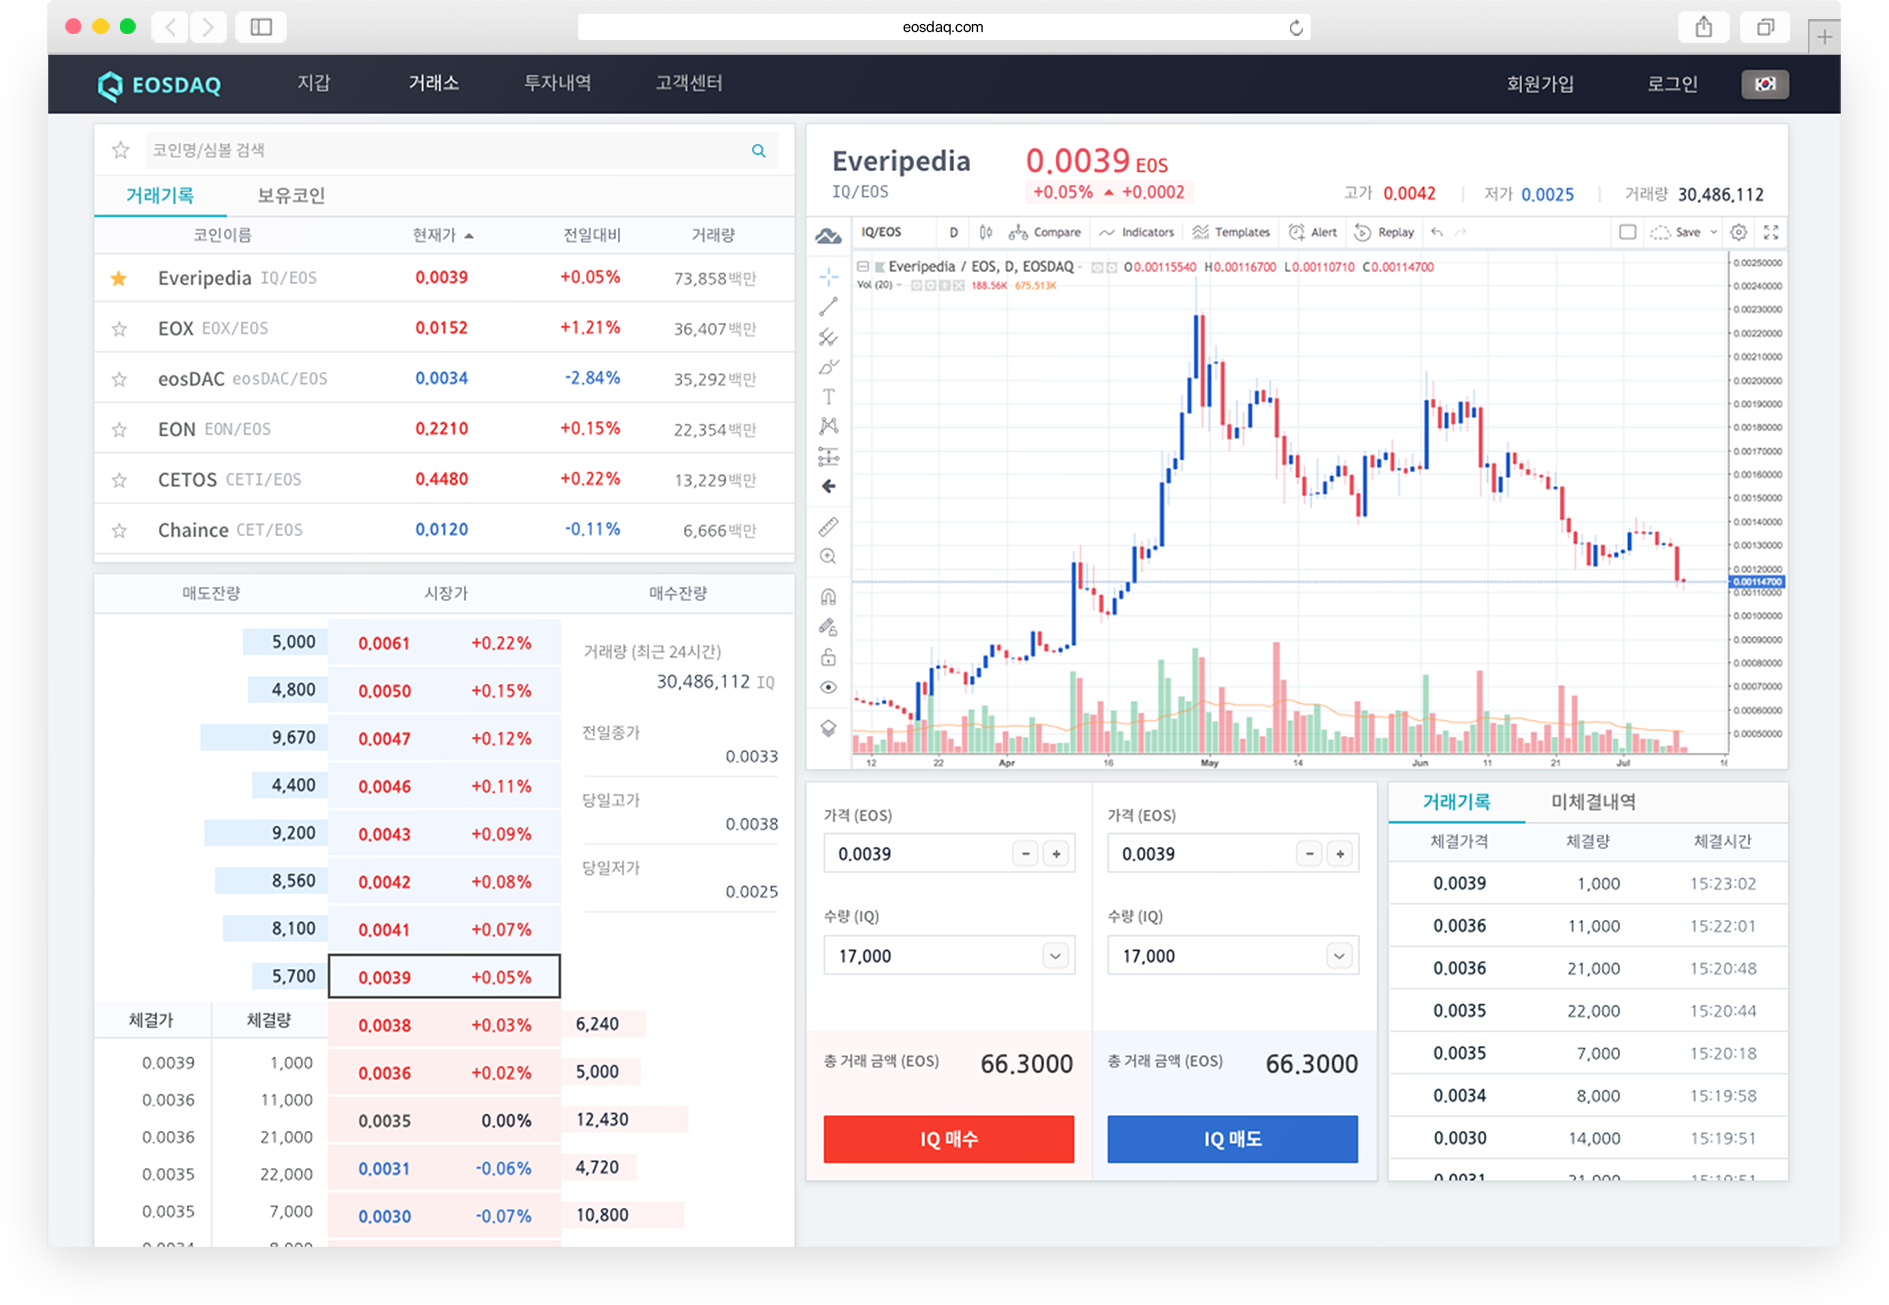 eosdaq.com
EOSDAQ 지갑 거래소 투자내역 고객센터 회원가입 로그인
코인명/심볼 검색
거래기록 보유코인
코인이름 현재가 전일대비 거래량
Everipedia IQ/EOS 0.0039 +0.05% 73,858백만
EOX EOX/EOS 0.0152 +1.21% 36,407백만
eosDAC eosDAC/EOS 0.0034 -2.84% 35,292백만
EON EON/EOS 0.2210 +0.15% 22,354백만
CETOS CETI/EOS 0.4480 +0.22% 13,229백만
Chaince CET/EOS 0.0120 -0.11% 6,666백만
매도잔량 시장가 매수잔량
5,000 0.0061 +0.22%
4,800 0.0050 +0.15%
9,670 0.0047 +0.12%
4,400 0.0046 +0.11%
9,200 0.0043 +0.09%
8,560 0.0042 +0.08%
8,100 0.0041 +0.07%
5,700 0.0039 +0.05%
0.0038 +0.03% 6,240
0.0036 +0.02% 5,000
0.0035 0.00% 12,430
0.0031 -0.06% 4,720
0.0030 -0.07% 10,800
거래량 (최근 24시간)
30,486,112 IQ
전일종가
0.0033
당일고가
0.0038
당일저가
0.0025
체결가 체결량
0.0039 1,000
0.0036 11,000
0.0036 21,000
0.0035 22,000
0.0035 7,000
Everipedia 0.0039 EOS
IQ/EOS +0.05% +0.0002 고가 0.0042 저가 0.0025 거래량 30,486,112
IQ/EOS D Compare Indicators Templates Alert Replay Save
Everipedia / EOS, D, EOSDAQ O0.00115540 H0.00116700 L0.00110710 C0.00114700
Vol (20) 188.56K 675.513K
0.00250000
0.00240000
0.00230000
0.00220000
0.00210000
0.00200000
0.00190000
0.00180000
0.00170000
0.00160000
0.00150000
0.00140000
0.00130000
0.00120000
0.00114700
0.00110000
0.00100000
0.00090000
0.00080000
0.00070000
0.00060000
0.00050000
12 22 Apr 16 May 14 Jun 11 21 Jul
가격 (EOS) 가격 (EOS)
0.0039 - + 0.0039 - +
수량 (IQ) 수량 (IQ)
17,000 17,000
총 거래 금액 (EOS) 66.3000 총 거래 금액 (EOS) 66.3000
IQ 매수 IQ 매도
거래기록 미체결내역
체결가격 체결량 체결시간
0.0039 1,000 15:23:02
0.0036 11,000 15:22:01
0.0036 21,000 15:20:48
0.0035 22,000 15:20:44
0.0035 7,000 15:20:18
0.0034 8,000 15:19:58
0.0030 14,000 15:19:51